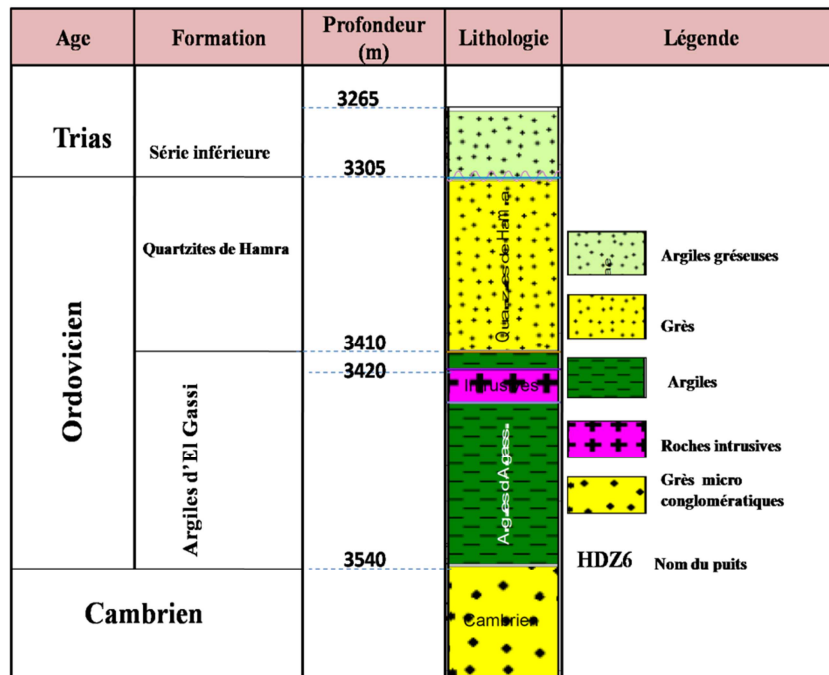 Age
Formation
Profondeur
(m)
Lithologie
Légende
3265
Trias
Série inférieure
3305
Quartzites de Hamra
Ordovicien
3410
3420
Intrusives
Argiles d'El Gassi
3540
Cambrien
Cambrien
Argiles gréseuses
Grès
Argiles
Roches intrusives
Grès micro
conglomératiques
HDZ6 Nom du puits